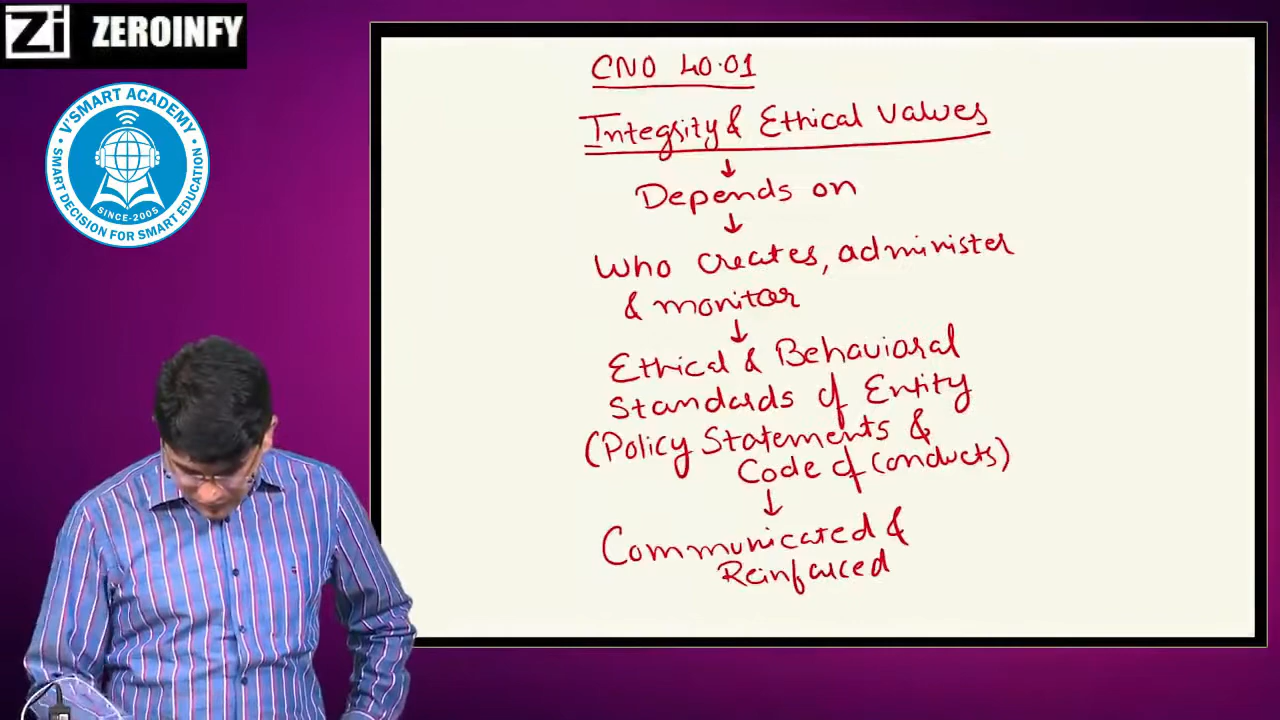 Zi ZEROINFY
V'SMART ACADEMY
SINCE-2005
SMART DECISION FOR SMART EDUCATION
CNO 40.01
Integrity & Ethical Values
↓
Depends on
↓
Who creates, administer
& monitor
↓
Ethical & Behavioral
Standards of Entity
(Policy Statements &
Code of Conducts)
↓
Communicated &
Reinforced